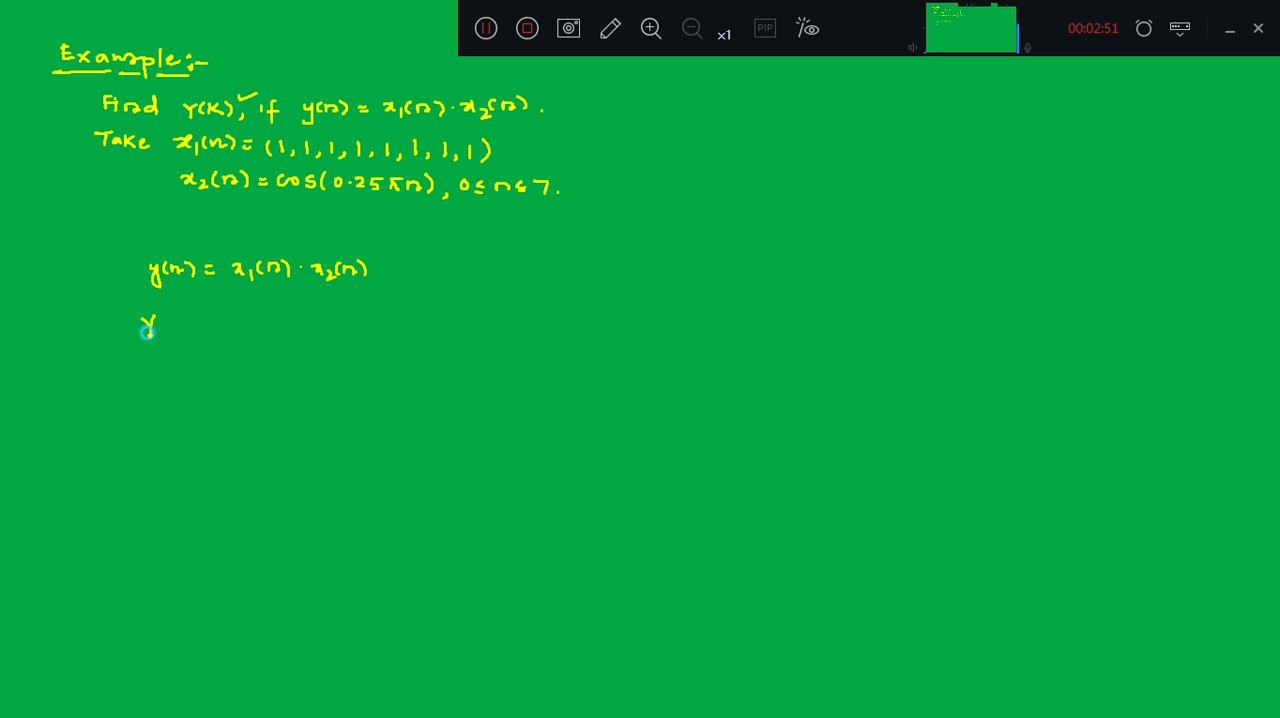 x1
PIP
00:02:51
Example:-
Find Y(K), if y(n) = x₁(n)·x₂(n).
Take x₁(n) = (1, 1, 1, 1, 1, 1, 1, 1)
x₂(n) = cos(0.25πn), 0 ≤ n ≤ 7.
y(n) = x₁(n)·x₂(n)
Y